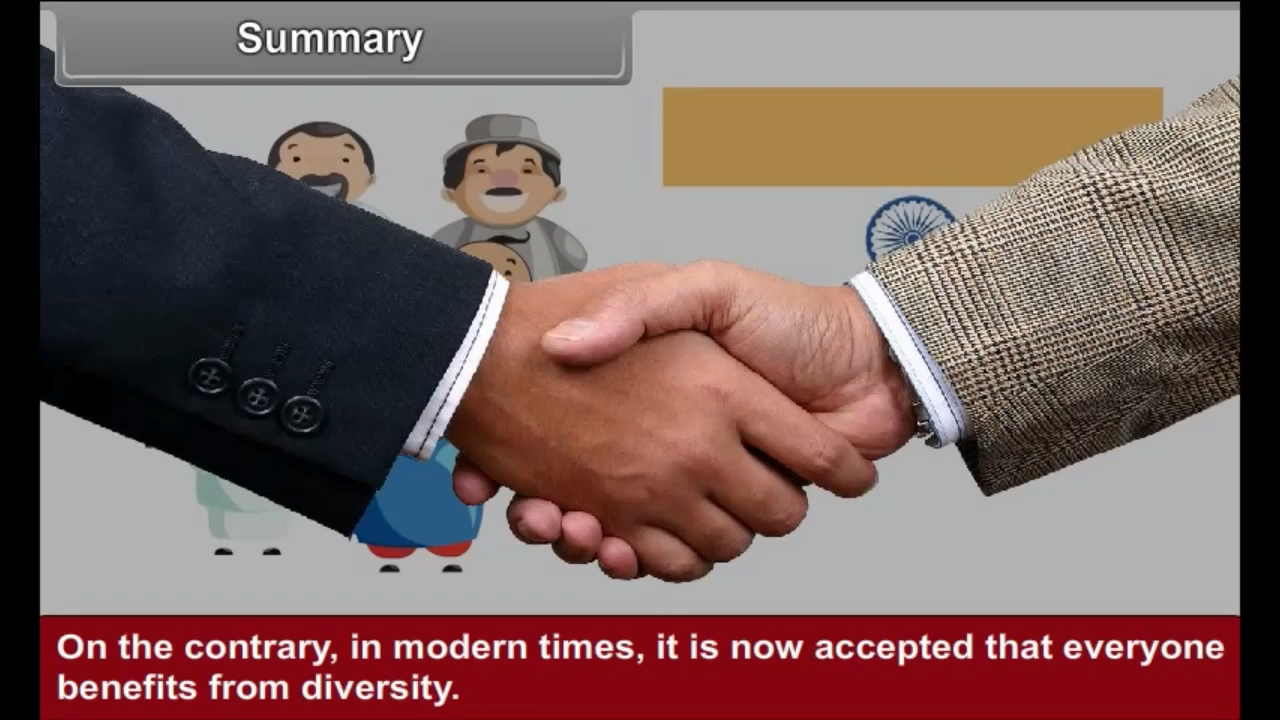 Summary
On the contrary, in modern times, it is now accepted that everyone
benefits from diversity.